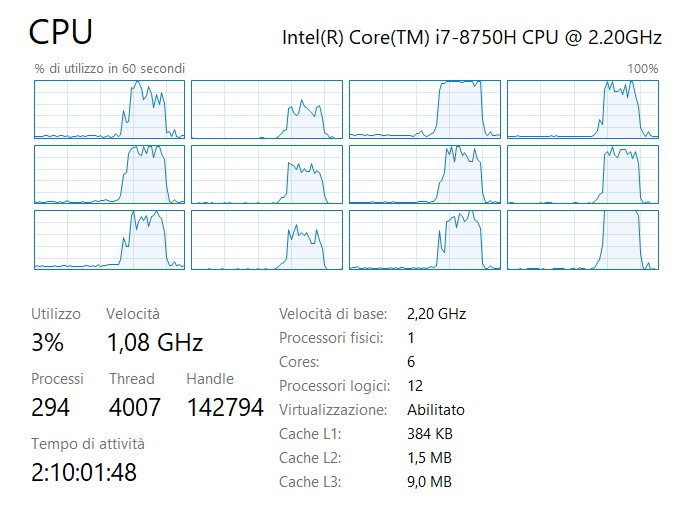 CPU
Intel(R) Core(TM) i7-8750H CPU @ 2.20GHz
% di utilizzo in 60 secondi
100%
Utilizzo
Velocità
3%
1,08 GHz
Processi
Thread
Handle
294
4007
142794
Tempo di attività
2:10:01:48
Velocità di base: 2,20 GHz
Processori fisici: 1
Cores: 6
Processori logici: 12
Virtualizzazione: Abilitato
Cache L1: 384 KB
Cache L2: 1,5 MB
Cache L3: 9,0 MB